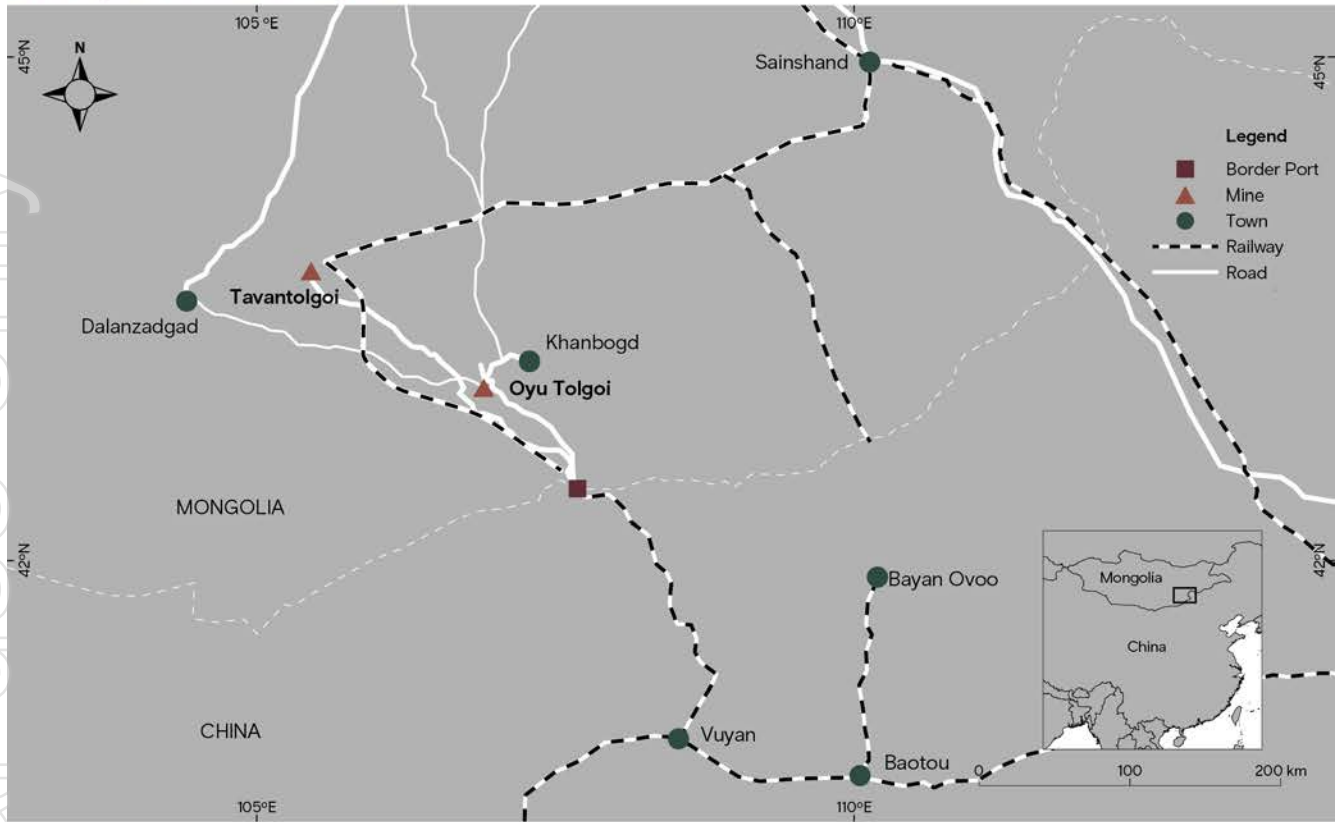 105 °E
110°E
45°N
45°N
N
Sainshand
Legend
Border Port
Mine
Town
Railway
Road
Tavantolgoi
Dalanzadgad
Khanbogd
Oyu Tolgoi
MONGOLIA
42°N
42°N
Bayan Ovoo
Mongolia
China
CHINA
Vuyan
Baotou
0
100
200 km
105°E
110°E